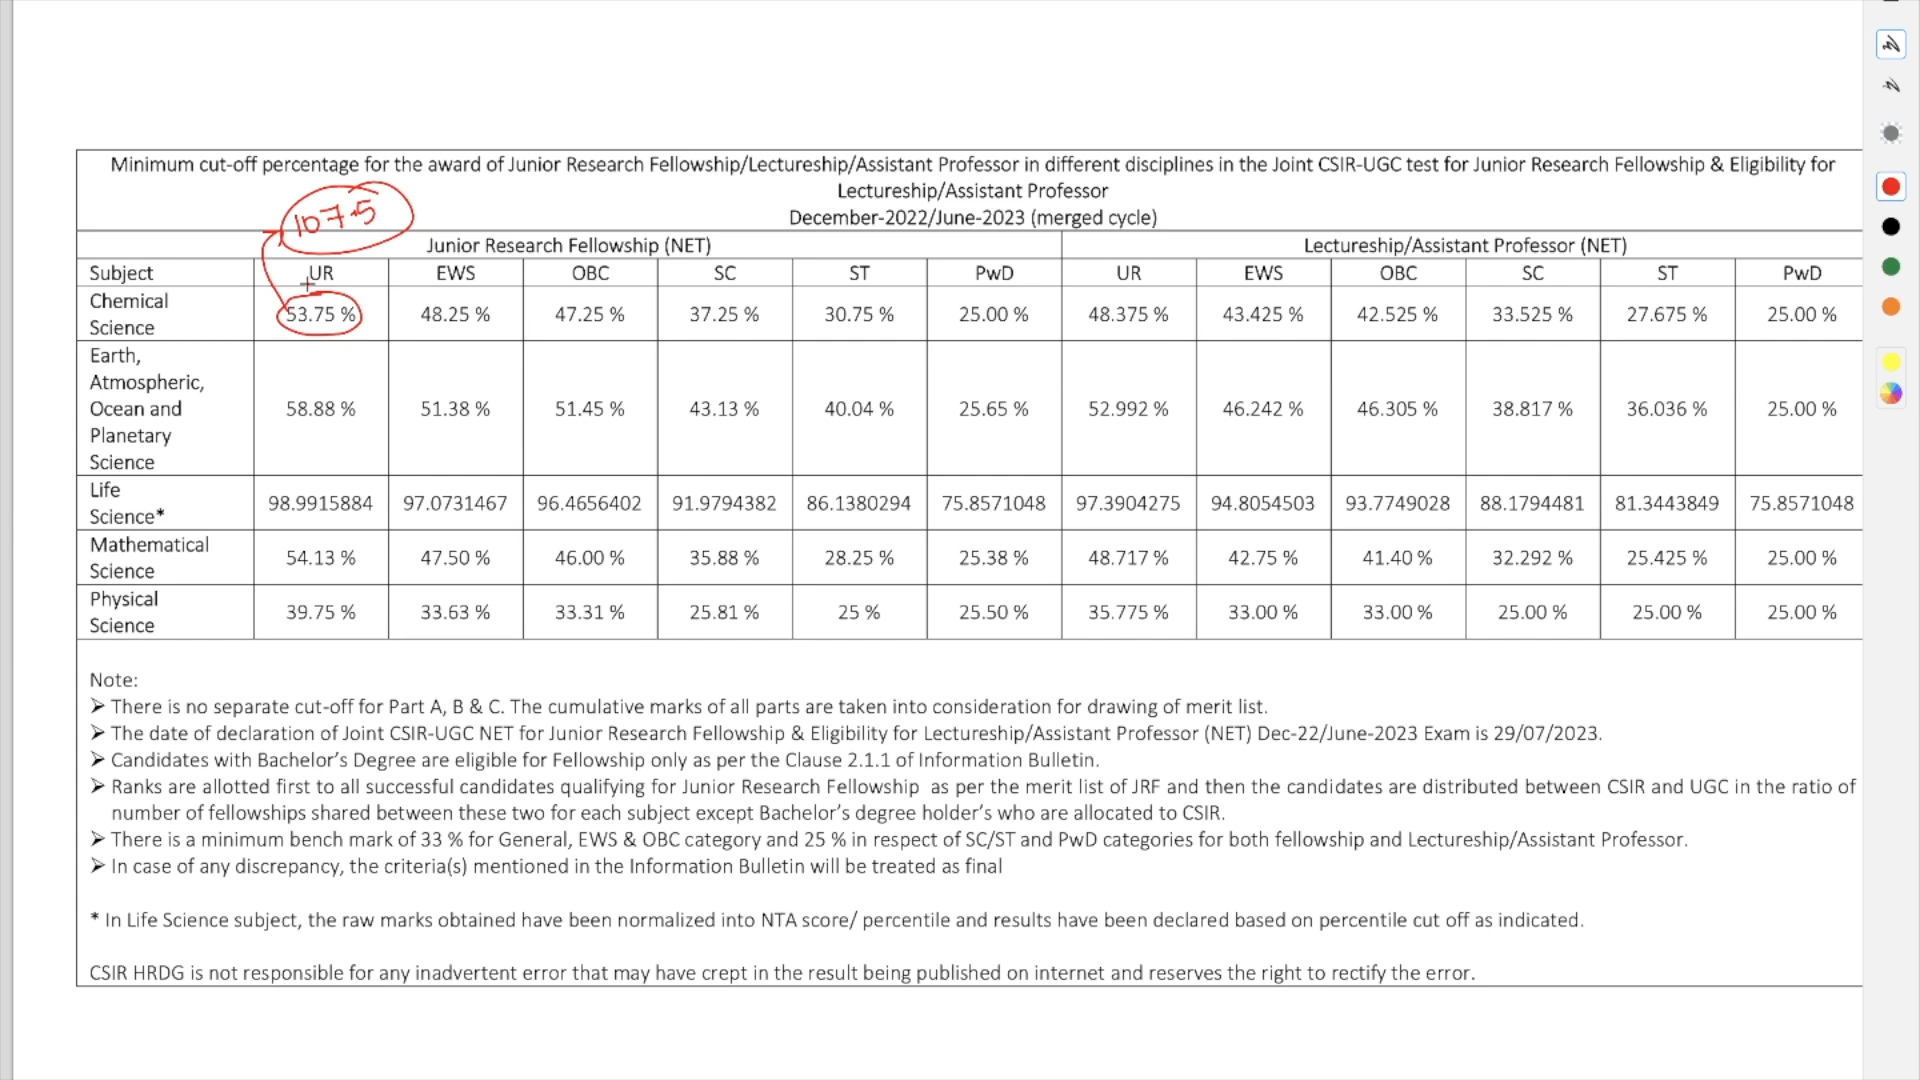 Minimum cut-off percentage for the award of Junior Research Fellowship/Lectureship/Assistant Professor in different disciplines in the Joint CSIR-UGC test for Junior Research Fellowship & Eligibility for
Lectureship/Assistant Professor
December-2022/June-2023 (merged cycle)
107.5
Junior Research Fellowship (NET) Lectureship/Assistant Professor (NET)
Subject UR EWS OBC SC ST PwD UR EWS OBC SC ST PwD
Chemical
Science 53.75 % 48.25 % 47.25 % 37.25 % 30.75 % 25.00 % 48.375 % 43.425 % 42.525 % 33.525 % 27.675 % 25.00 %
Earth,
Atmospheric,
Ocean and 58.88 % 51.38 % 51.45 % 43.13 % 40.04 % 25.65 % 52.992 % 46.242 % 46.305 % 38.817 % 36.036 % 25.00 %
Planetary
Science
Life
Science* 98.9915884 97.0731467 96.4656402 91.9794382 86.1380294 75.8571048 97.3904275 94.8054503 93.7749028 88.1794481 81.3443849 75.8571048
Mathematical
Science 54.13 % 47.50 % 46.00 % 35.88 % 28.25 % 25.38 % 48.717 % 42.75 % 41.40 % 32.292 % 25.425 % 25.00 %
Physical
Science 39.75 % 33.63 % 33.31 % 25.81 % 25 % 25.50 % 35.775 % 33.00 % 33.00 % 25.00 % 25.00 % 25.00 %
Note:
➢ There is no separate cut-off for Part A, B & C. The cumulative marks of all parts are taken into consideration for drawing of merit list.
➢ The date of declaration of Joint CSIR-UGC NET for Junior Research Fellowship & Eligibility for Lectureship/Assistant Professor (NET) Dec-22/June-2023 Exam is 29/07/2023.
➢ Candidates with Bachelor’s Degree are eligible for Fellowship only as per the Clause 2.1.1 of Information Bulletin.
➢ Ranks are allotted first to all successful candidates qualifying for Junior Research Fellowship as per the merit list of JRF and then the candidates are distributed between CSIR and UGC in the ratio of
number of fellowships shared between these two for each subject except Bachelor’s degree holder’s who are allocated to CSIR.
➢ There is a minimum bench mark of 33 % for General, EWS & OBC category and 25 % in respect of SC/ST and PwD categories for both fellowship and Lectureship/Assistant Professor.
➢ In case of any discrepancy, the criteria(s) mentioned in the Information Bulletin will be treated as final
* In Life Science subject, the raw marks obtained have been normalized into NTA score/ percentile and results have been declared based on percentile cut off as indicated.
CSIR HRDG is not responsible for any inadvertent error that may have crept in the result being published on internet and reserves the right to rectify the error.